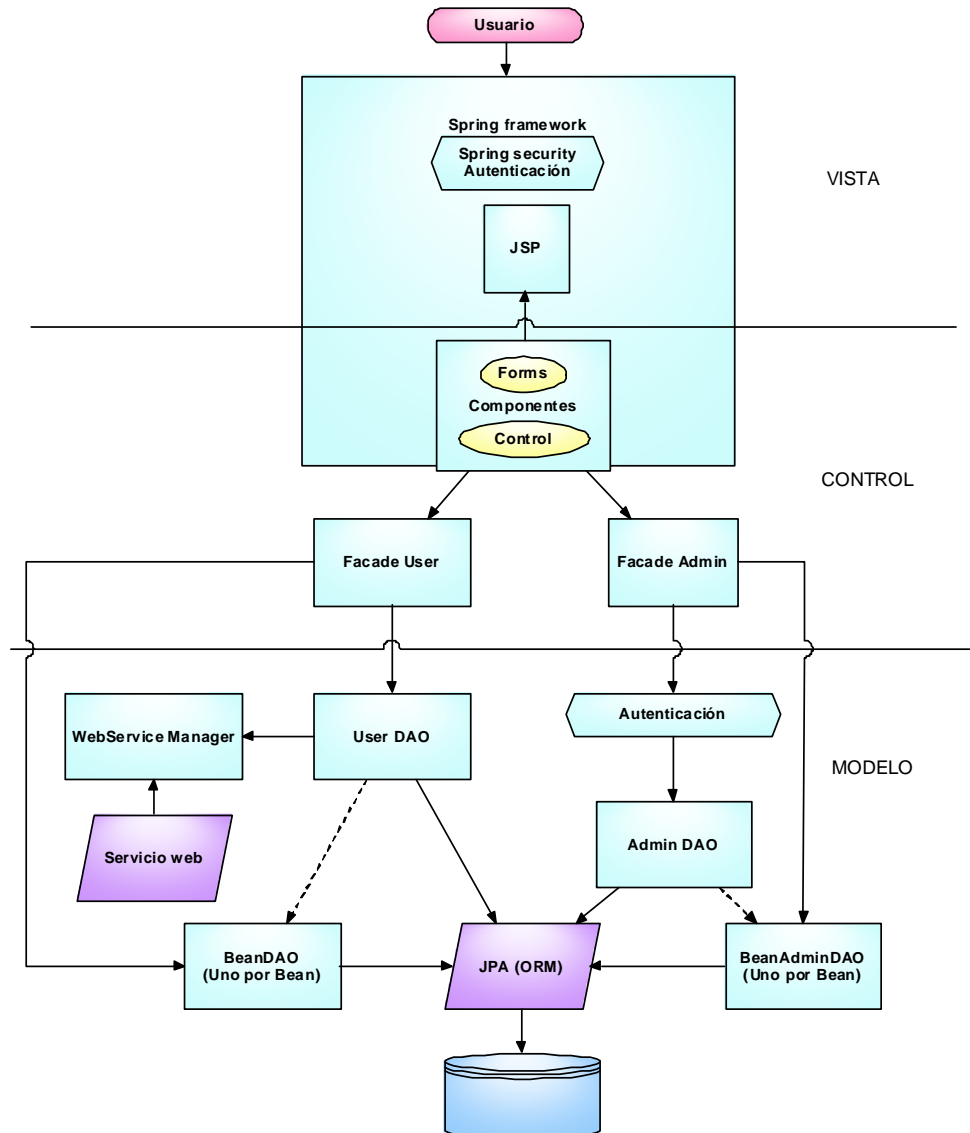 Usuario
Spring framework
Spring security
Autenticación
VISTA
JSP
Forms
Componentes
Control
CONTROL
Facade User
Facade Admin
WebService Manager
User DAO
Autenticación
MODELO
Servicio web
Admin DAO
BeanDAO
(Uno por Bean)
JPA (ORM)
BeanAdminDAO
(Uno por Bean)